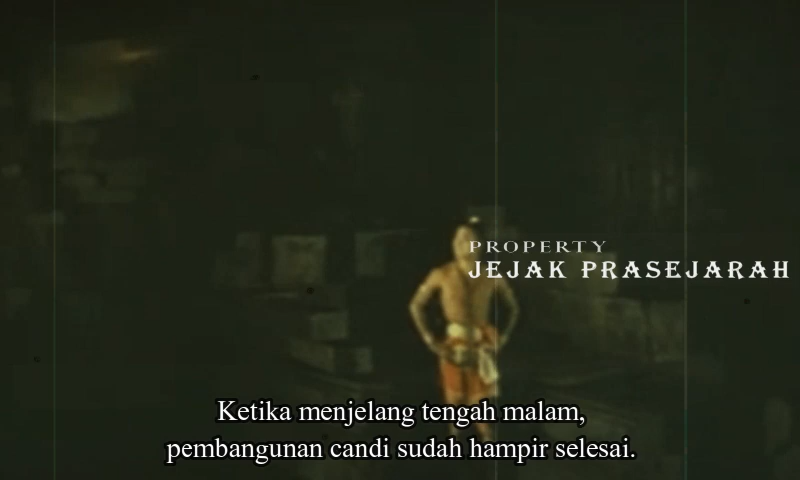 PROPERTY
JEJAK PRASEJARAH
Ketika menjelang tengah malam,
pembangunan candi sudah hampir selesai.